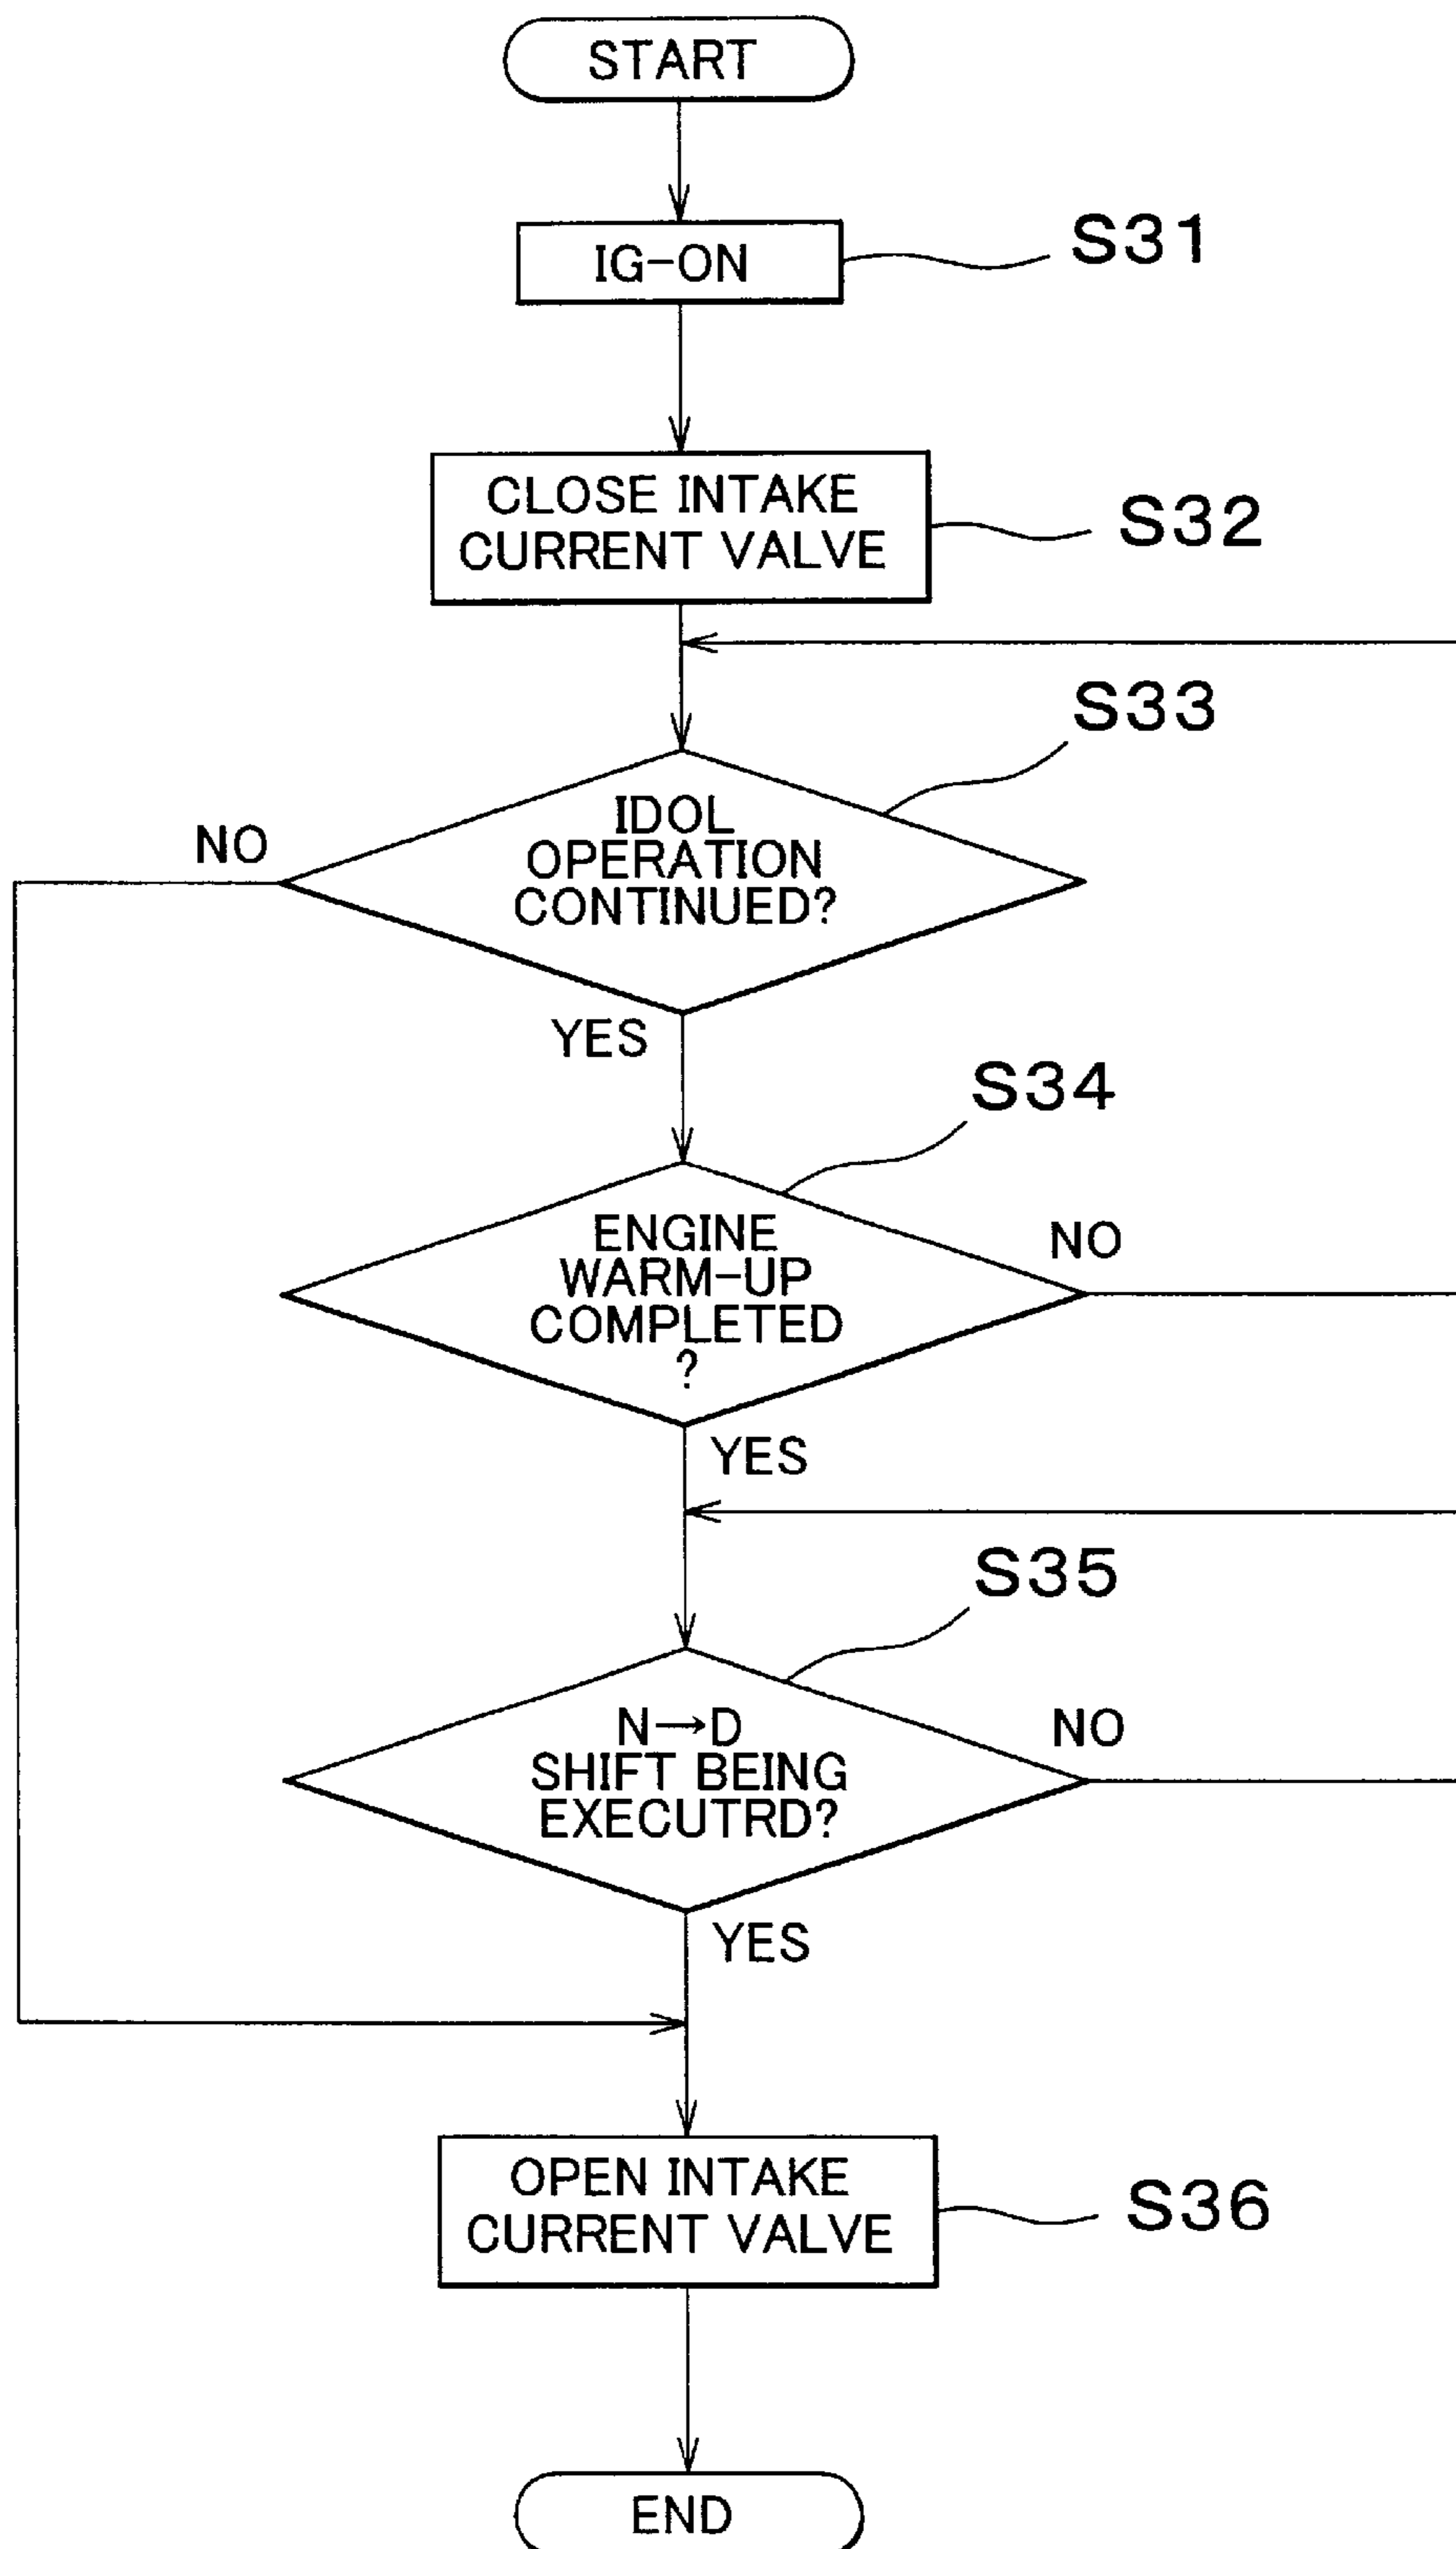 START
IG-ON
S31
CLOSE INTAKE
CURRENT VALVE
S32
S33
IDOL
OPERATION
CONTINUED?
NO
YES
S34
ENGINE
WARM-UP
COMPLETED
?
NO
YES
S35
N→D
SHIFT BEING
EXECUTRD?
NO
YES
OPEN INTAKE
CURRENT VALVE
S36
END